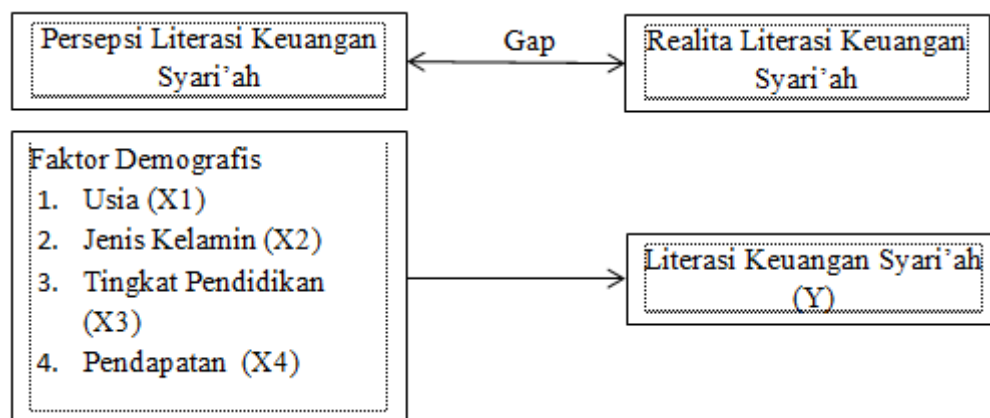 Persepsi Literasi Keuangan
Syari’ah
Gap
Realita Literasi Keuangan
Syari’ah
Faktor Demografis
1. Usia (X1)
2. Jenis Kelamin (X2)
3. Tingkat Pendidikan
(X3)
4. Pendapatan (X4)
Literasi Keuangan Syari’ah
(Y)